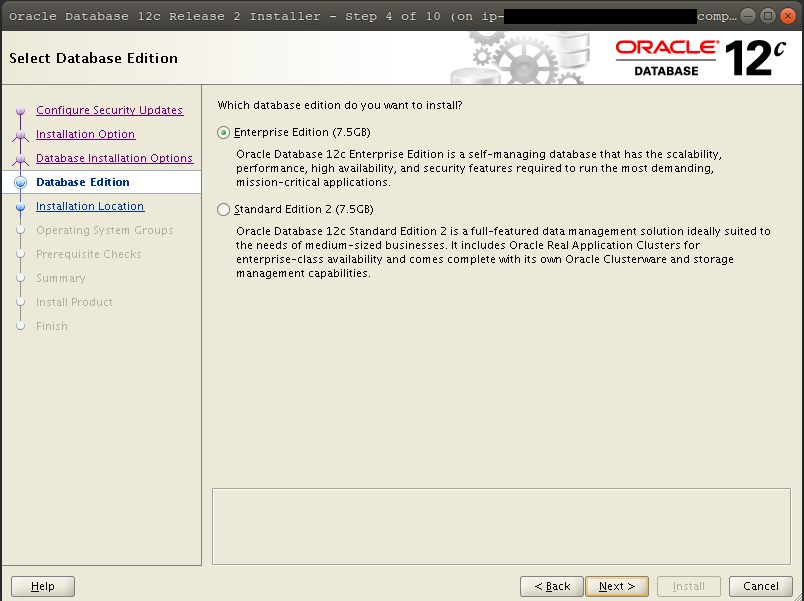 Oracle Database 12c Release 2 Installer - Step 4 of 10 (on ip- comp...
Select Database Edition
ORACLE®
DATABASE
12c
Configure Security Updates
Installation Option
Database Installation Options
Database Edition
Installation Location
Operating System Groups
Prerequisite Checks
Summary
Install Product
Finish
Which database edition do you want to install?
Enterprise Edition (7.5GB)
Oracle Database 12c Enterprise Edition is a self-managing database that has the scalability,
performance, high availability, and security features required to run the most demanding,
mission-critical applications.
Standard Edition 2 (7.5GB)
Oracle Database 12c Standard Edition 2 is a full-featured data management solution ideally suited to
the needs of medium-sized businesses. It includes Oracle Real Application Clusters for
enterprise-class availability and comes complete with its own Oracle Clusterware and storage
management capabilities.
Help
< Back
Next >
Install
Cancel